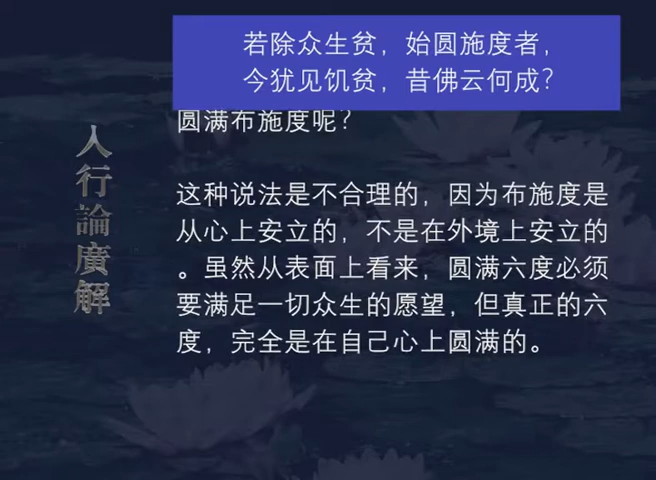 若除众生贫，始圆施度者，
今犹见饥贫，昔佛云何成？
圆满布施度呢？
这种说法是不合理的，因为布施度是
从心上安立的，不是在外境上安立的
。虽然从表面上看来，圆满六度必须
要满足一切众生的愿望，但真正的六
度，完全是在自己心上圆满的。
入行論廣解